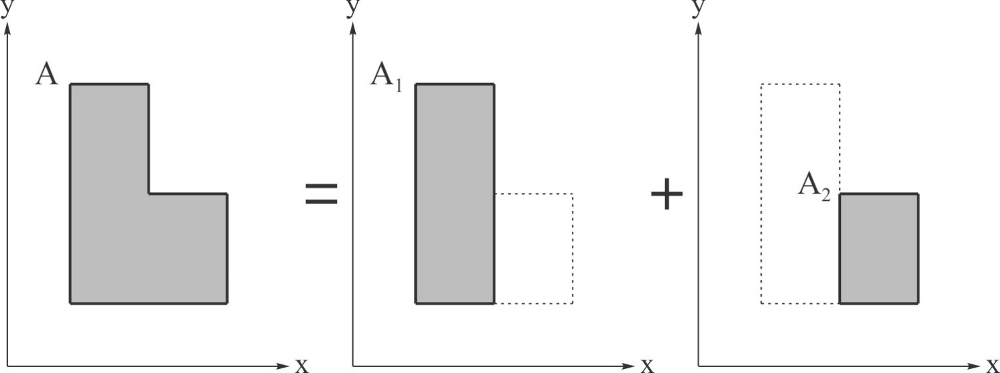 y y y
A A₁
A₂
= +
x x x